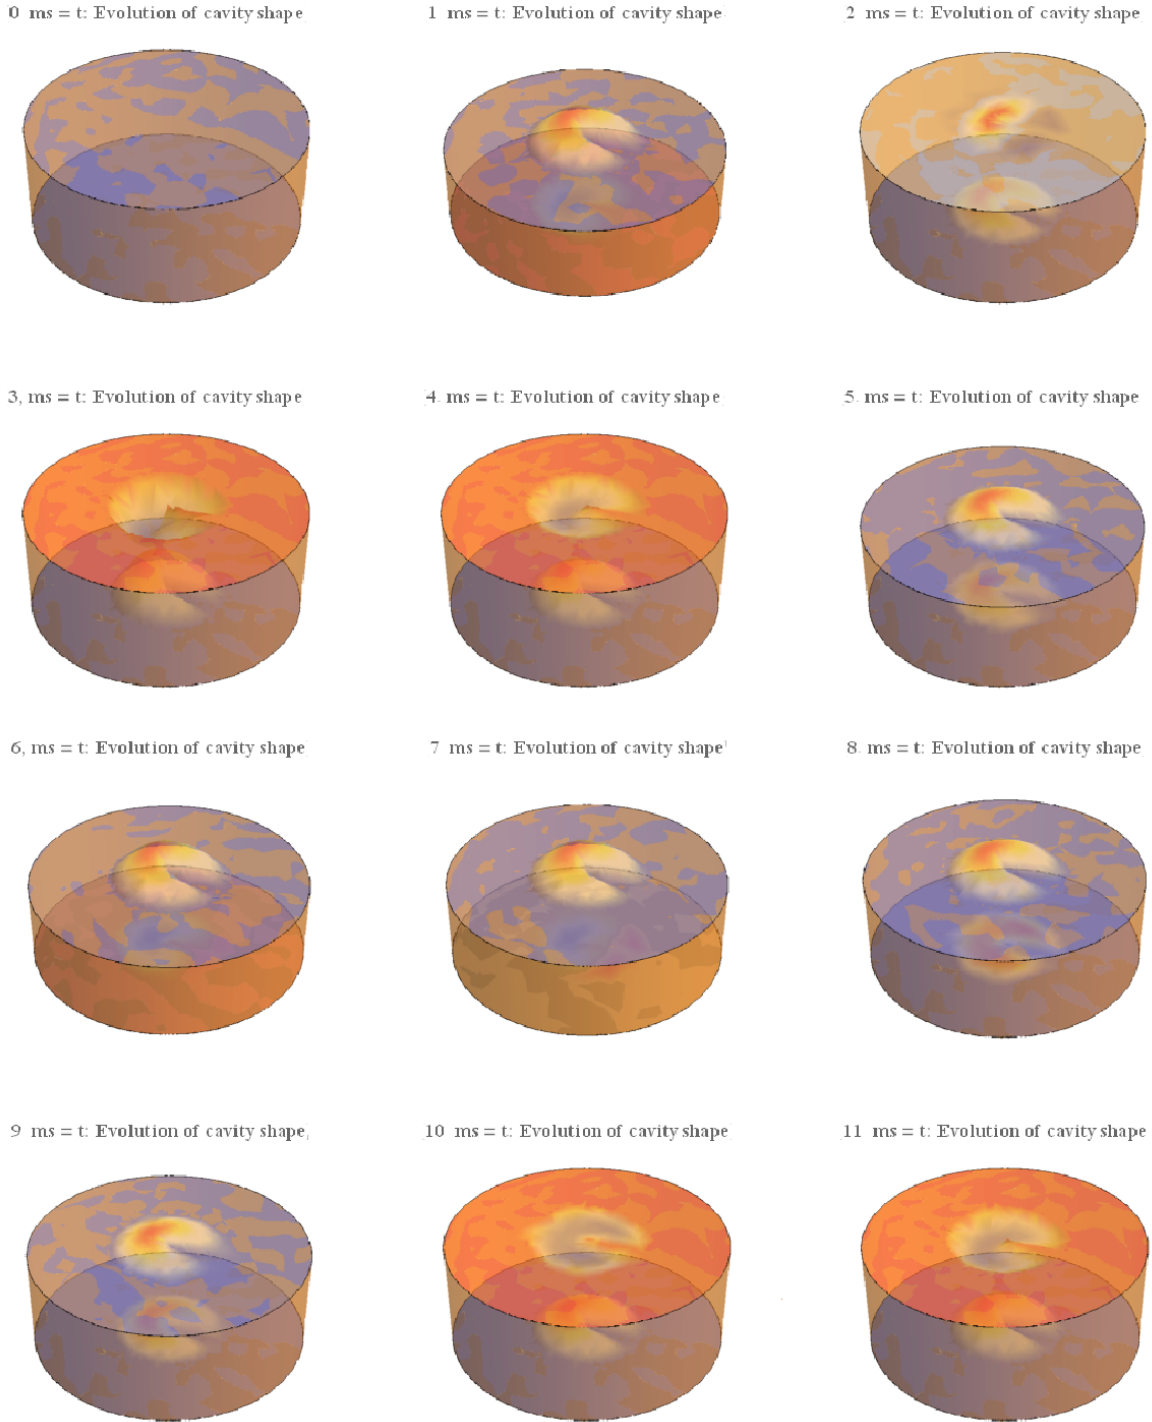 0 ms = t: Evolution of cavity shape
1 ms = t: Evolution of cavity shape
2 ms = t: Evolution of cavity shape
3, ms = t: Evolution of cavity shape
4. ms = t: Evolution of cavity shape
5. ms = t: Evolution of cavity shape
6, ms = t: Evolution of cavity shape
7 ms = t: Evolution of cavity shape
8. ms = t: Evolution of cavity shape
9 ms = t: Evolution of cavity shape
10 ms = t: Evolution of cavity shape
11 ms = t: Evolution of cavity shape